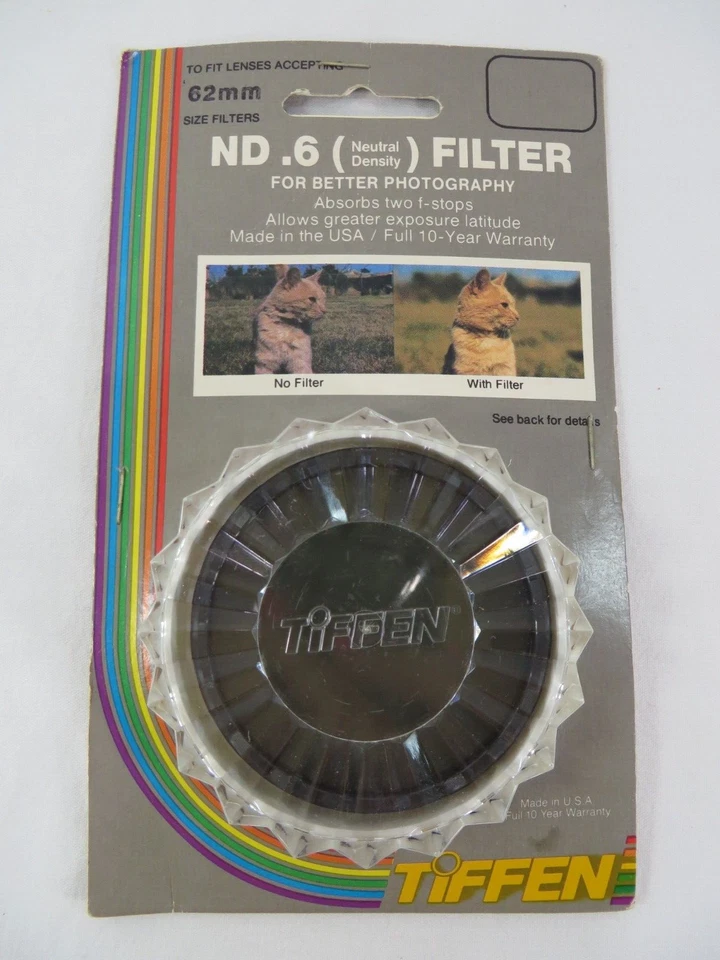 TO FIT LENSES ACCEPTING
62mm
SIZE FILTERS
ND .6 (Neutral Density) FILTER
FOR BETTER PHOTOGRAPHY
Absorbs two f-stops
Allows greater exposure latitude
Made in the USA / Full 10-Year Warranty
No Filter
With Filter
See back for details
TiFFEN™
Made in U.S.A.
Full 10 Year Warranty
TiFFEN